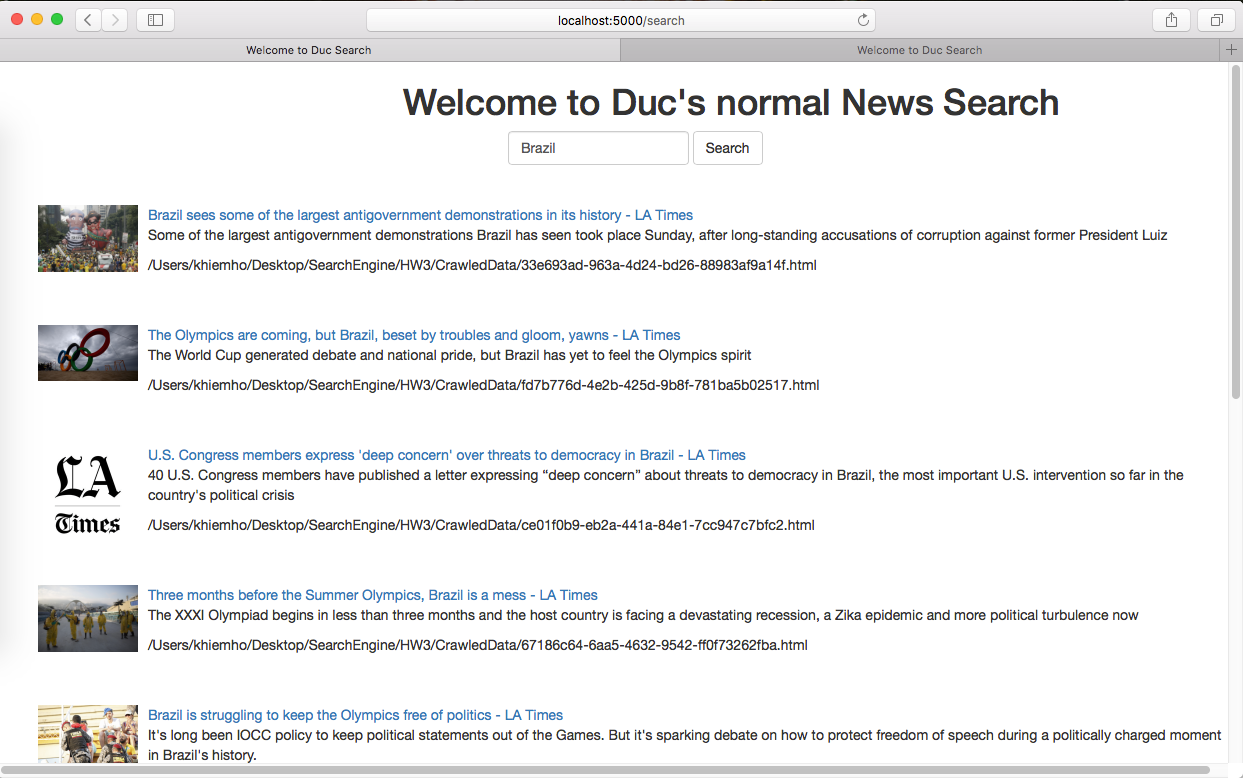 localhost:5000/search
Welcome to Duc Search
Welcome to Duc Search
Welcome to Duc's normal News Search
Brazil
Search
Brazil sees some of the largest antigovernment demonstrations in its history - LA Times
Some of the largest antigovernment demonstrations Brazil has seen took place Sunday, after long-standing accusations of corruption against former President Luiz
/Users/khiemho/Desktop/SearchEngine/HW3/CrawledData/33e693ad-963a-4d24-bd26-88983af9a14f.html
The Olympics are coming, but Brazil, beset by troubles and gloom, yawns - LA Times
The World Cup generated debate and national pride, but Brazil has yet to feel the Olympics spirit
/Users/khiemho/Desktop/SearchEngine/HW3/CrawledData/fd7b776d-4e2b-425d-9b8f-781ba5b02517.html
LA
Times
U.S. Congress members express 'deep concern' over threats to democracy in Brazil - LA Times
40 U.S. Congress members have published a letter expressing “deep concern” about threats to democracy in Brazil, the most important U.S. intervention so far in the
country's political crisis
/Users/khiemho/Desktop/SearchEngine/HW3/CrawledData/ce01f0b9-eb2a-441a-84e1-7cc947c7bfc2.html
Three months before the Summer Olympics, Brazil is a mess - LA Times
The XXXI Olympiad begins in less than three months and the host country is facing a devastating recession, a Zika epidemic and more political turbulence now
/Users/khiemho/Desktop/SearchEngine/HW3/CrawledData/67186c64-6aa5-4632-9542-ff0f73262fba.html
Brazil is struggling to keep the Olympics free of politics - LA Times
It's long been IOCC policy to keep political statements out of the Games. But it's sparking debate on how to protect freedom of speech during a politically charged moment
in Brazil's history.